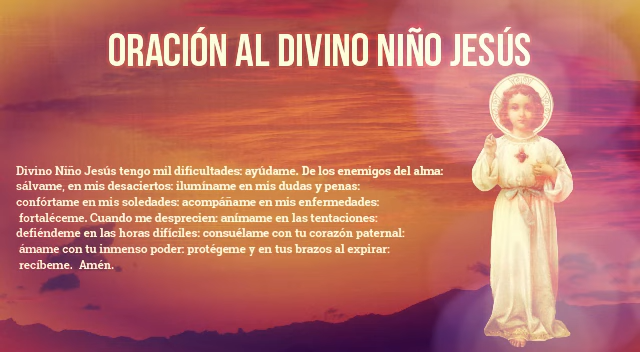 ORACIÓN AL DIVINO NIÑO JESÚS
Divino Niño Jesús tengo mil dificultades: ayúdame. De los enemigos del alma:
sálvame, en mis desaciertos: ilumíname en mis dudas y penas:
confórtame en mis soledades: acompáñame en mis enfermedades:
fortaléceme. Cuando me desprecien: anímame en las tentaciones:
defiéndeme en las horas difíciles: consuélame con tu corazón paternal:
ámame con tu inmenso poder: protégeme y en tus brazos al expirar:
recíbeme. Amén.